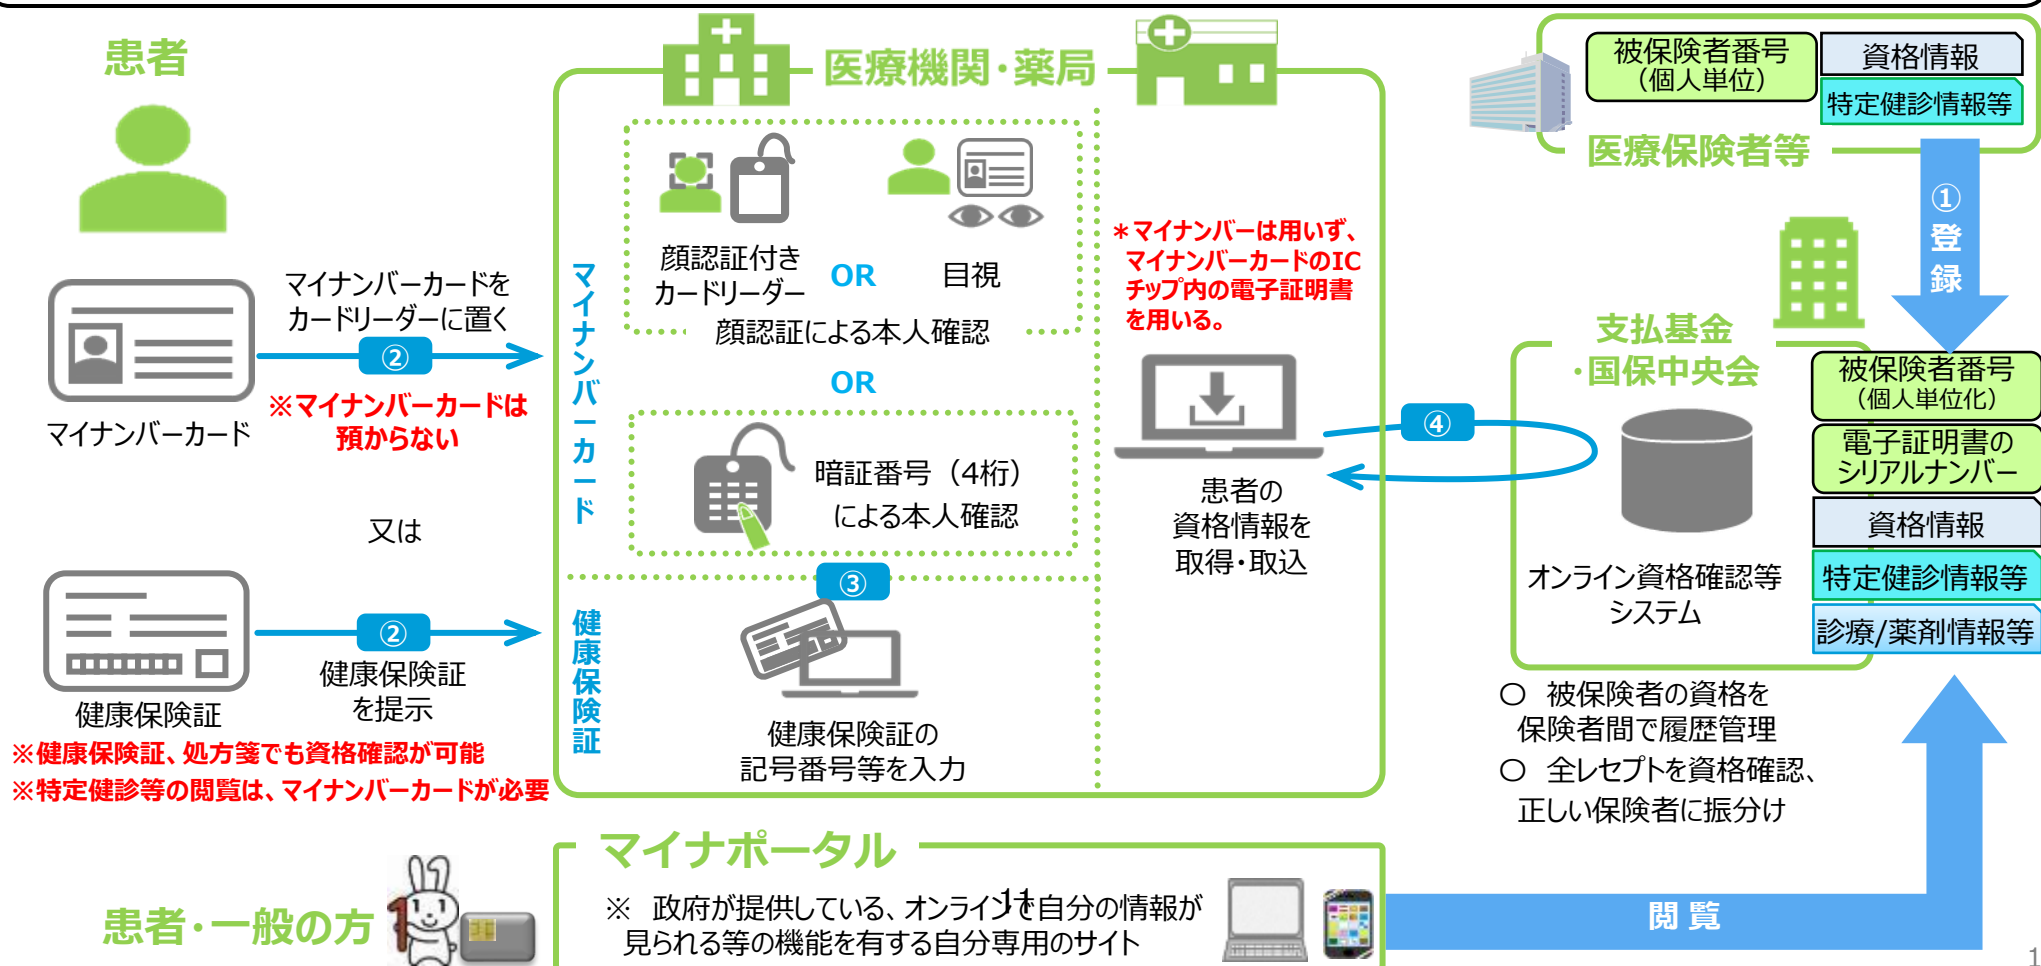 患者
マイナンバーカード
マイナンバーカードを
カードリーダーに置く
②
※マイナンバーカードは
預からない
又は
健康保険証
②
健康保険証
を提示
※健康保険証、処方箋でも資格確認が可能
※特定健診等の閲覧は、マイナンバーカードが必要
医療機関・薬局
マイナンバーカード
顔認証付き
カードリーダー
OR
目視
顔認証による本人確認
OR
暗証番号（4桁）
による本人確認
③
健康保険証
健康保険証の
記号番号等を入力
＊マイナンバーは用いず、
マイナンバーカードのIC
チップ内の電子証明書
を用いる。
患者の
資格情報を
取得・取込
④
被保険者番号
（個人単位）
資格情報
特定健診情報等
医療保険者等
①登録
支払基金
・国保中央会
オンライン資格確認等
システム
被保険者番号
（個人単位化）
電子証明書の
シリアルナンバー
資格情報
特定健診情報等
診療/薬剤情報等
〇 被保険者の資格を
保険者間で履歴管理
〇 全レセプトを資格確認、
正しい保険者に振分け
患者・一般の方
マイナポータル
※ 政府が提供している、オンラインで自分の情報が
見られる等の機能を有する自分専用のサイト
11
閲覧
1